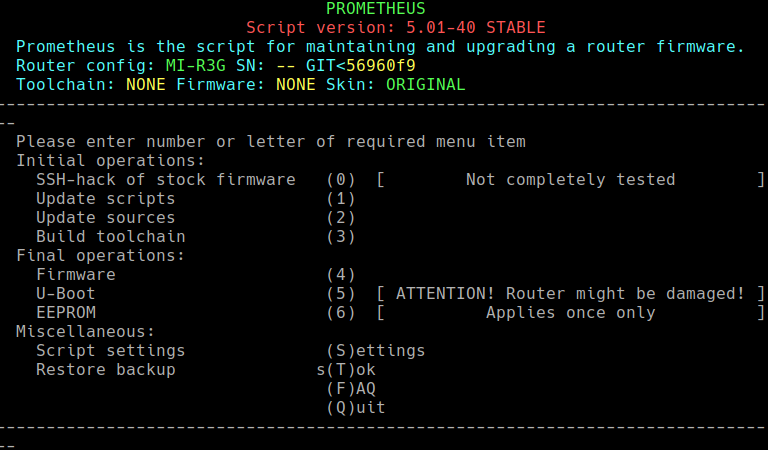 PROMETHEUS
Script version: 5.01-40 STABLE
Prometheus is the script for maintaining and upgrading a router firmware.
Router config: MI-R3G SN: -- GIT<56960f9
Toolchain: NONE Firmware: NONE Skin: ORIGINAL
-----------------------------------------------------------------------------
--
Please enter number or letter of required menu item
Initial operations:
SSH-hack of stock firmware (0) [ Not completely tested ]
Update scripts (1)
Update sources (2)
Build toolchain (3)
Final operations:
Firmware (4)
U-Boot (5) [ ATTENTION! Router might be damaged! ]
EEPROM (6) [ Applies once only ]
Miscellaneous:
Script settings (S)ettings
Restore backup s(T)ok
(F)AQ
(Q)uit
-----------------------------------------------------------------------------
--